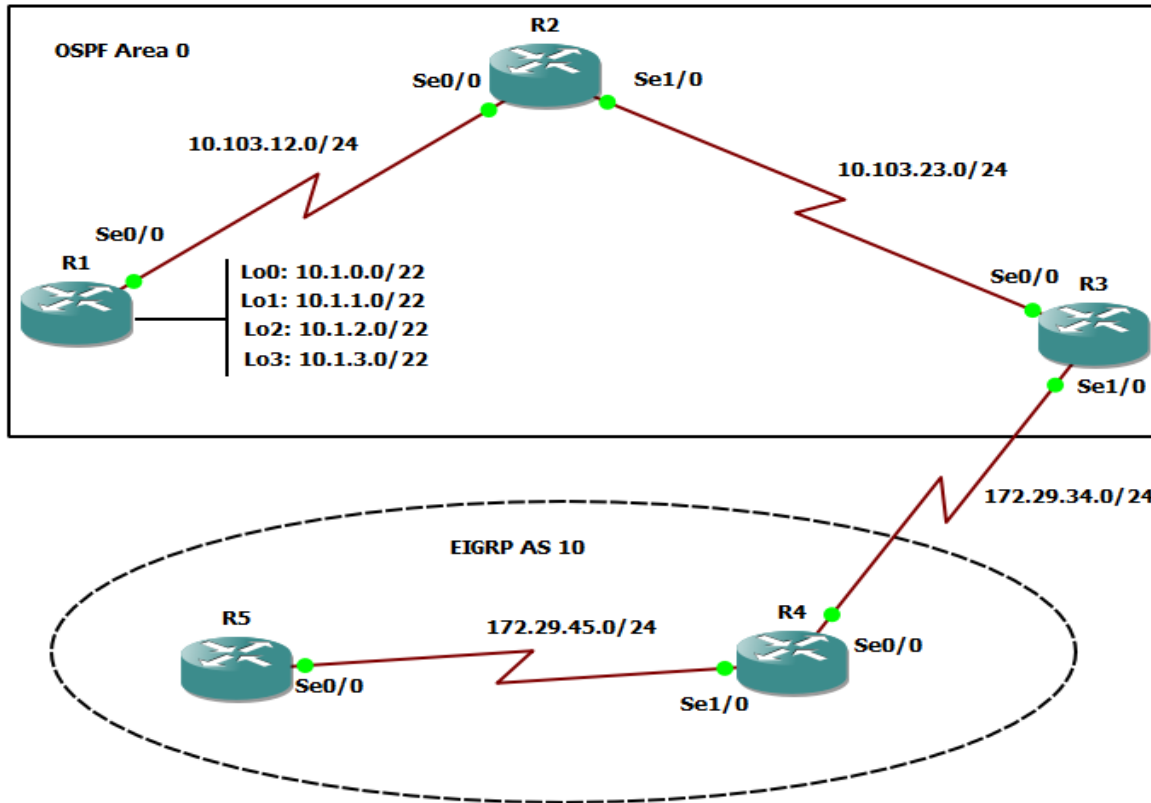 OSPF Area 0
R2
Se0/0
Se1/0
10.103.12.0/24
10.103.23.0/24
Se0/0
R1
Lo0: 10.1.0.0/22
Lo1: 10.1.1.0/22
Lo2: 10.1.2.0/22
Lo3: 10.1.3.0/22
Se0/0
R3
Se1/0
172.29.34.0/24
EIGRP AS 10
R5
172.29.45.0/24
R4
Se0/0
Se0/0
Se1/0